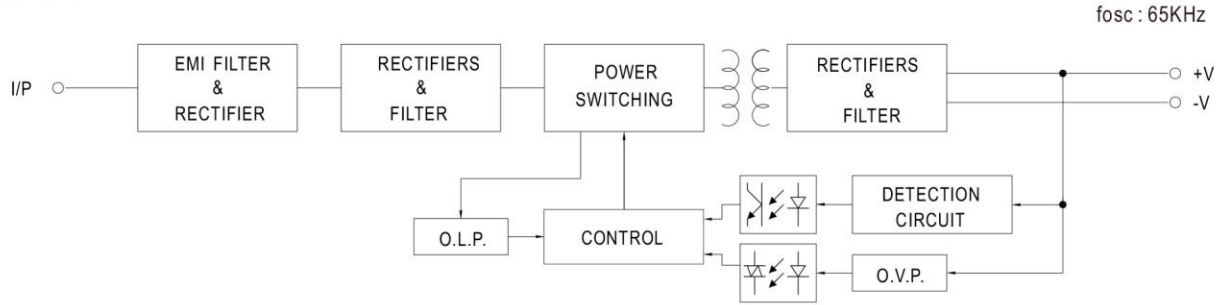 fosc : 65KHz
I/P
EMI FILTER
&
RECTIFIER
RECTIFIERS
&
FILTER
POWER
SWITCHING
RECTIFIERS
&
FILTER
+V
-V
O.L.P.
CONTROL
DETECTION
CIRCUIT
O.V.P.